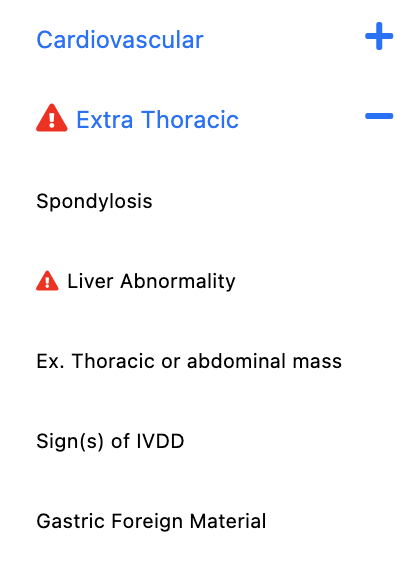 Cardiovascular
Extra Thoracic
Spondylosis
Liver Abnormality
Ex. Thoracic or abdominal mass
Sign(s) of IVDD
Gastric Foreign Material